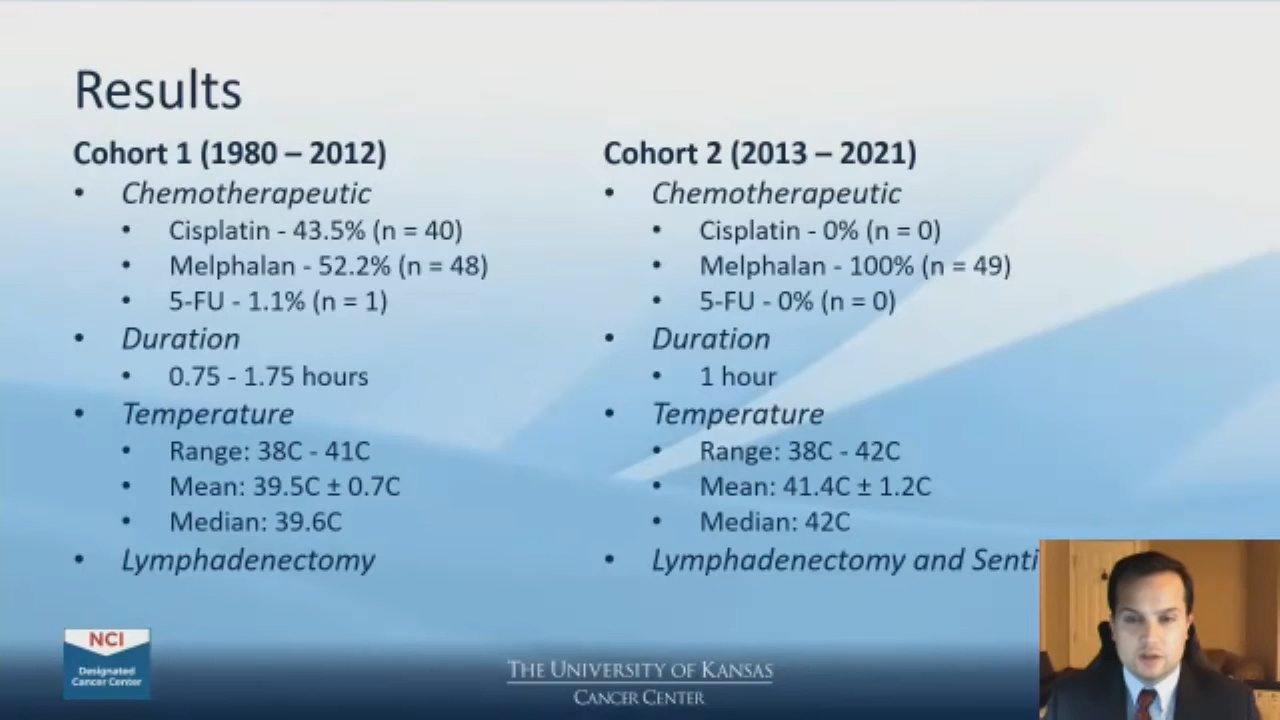 Results
Cohort 1 (1980 – 2012)
• Chemotherapeutic
• Cisplatin - 43.5% (n = 40)
• Melphalan - 52.2% (n = 48)
• 5-FU - 1.1% (n = 1)
• Duration
• 0.75 - 1.75 hours
• Temperature
• Range: 38C - 41C
• Mean: 39.5C ± 0.7C
• Median: 39.6C
• Lymphadenectomy
Cohort 2 (2013 – 2021)
• Chemotherapeutic
• Cisplatin - 0% (n = 0)
• Melphalan - 100% (n = 49)
• 5-FU - 0% (n = 0)
• Duration
• 1 hour
• Temperature
• Range: 38C - 42C
• Mean: 41.4C ± 1.2C
• Median: 42C
• Lymphadenectomy and Senti
NCI
Designated
Cancer Center
THE UNIVERSITY OF KANSAS
CANCER CENTER